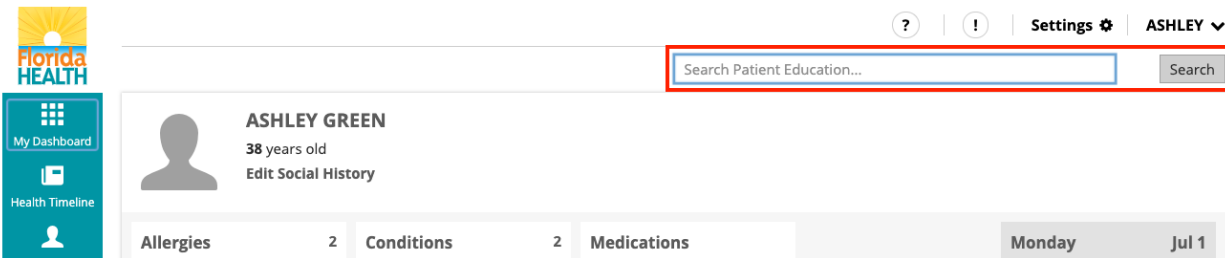 Florida
HEALTH
? ! Settings ASHLEY
Search Patient Education... Search
My Dashboard
Health Timeline
ASHLEY GREEN
38 years old
Edit Social History
Allergies 2 Conditions 2 Medications Monday Jul 1